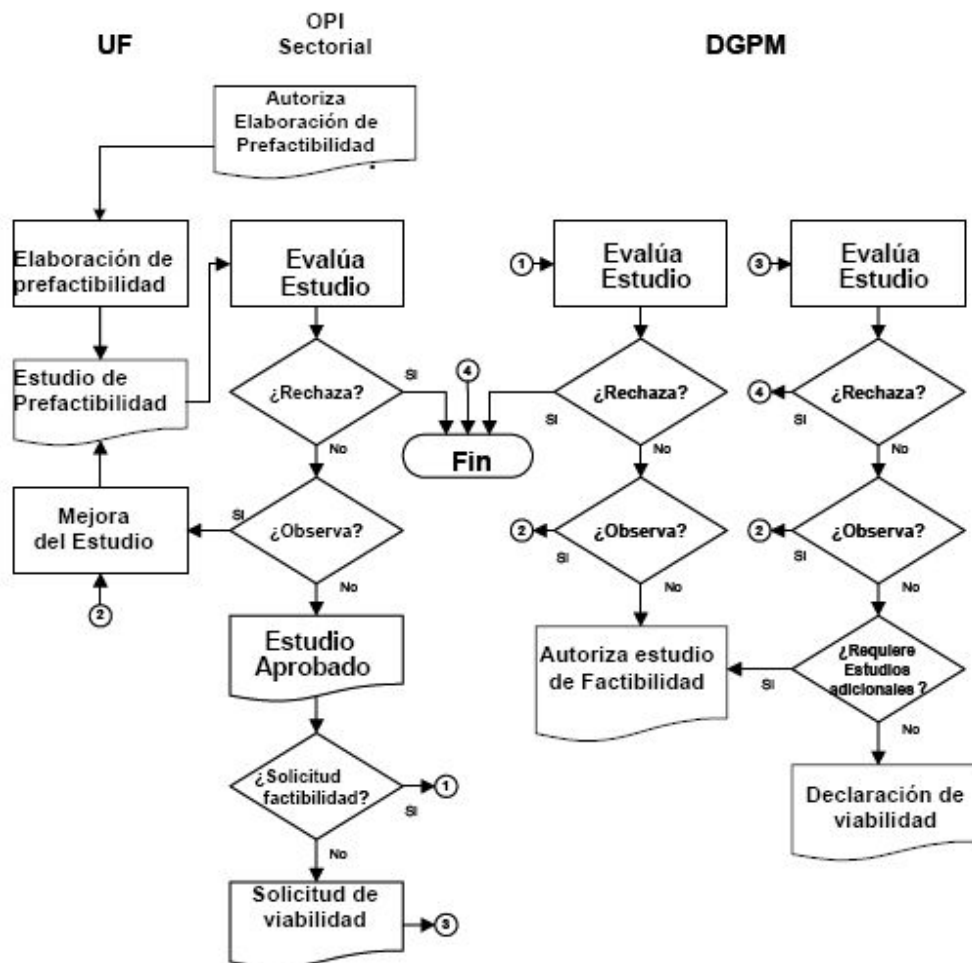 UF
OPI
Sectorial
DGPM
Autoriza
Elaboración de
Prefactibilidad
Elaboración de
prefactibilidad
Estudio de
Prefactibilidad
Mejora
del Estudio
2
Evalúa
Estudio
¿Rechaza?
SI
No
¿Observa?
SI
No
Estudio
Aprobado
¿Solicitud
factibilidad?
SI
1
No
Solicitud de
viabilidad
3
4
Fin
1
Evalúa
Estudio
¿Rechaza?
SI
No
¿Observa?
2
SI
No
Autoriza estudio
de Factibilidad
3
Evalúa
Estudio
¿Rechaza?
4
SI
No
¿Observa?
2
SI
No
¿Requiere
Estudios
adicionales ?
SI
No
Declaración de
viabilidad